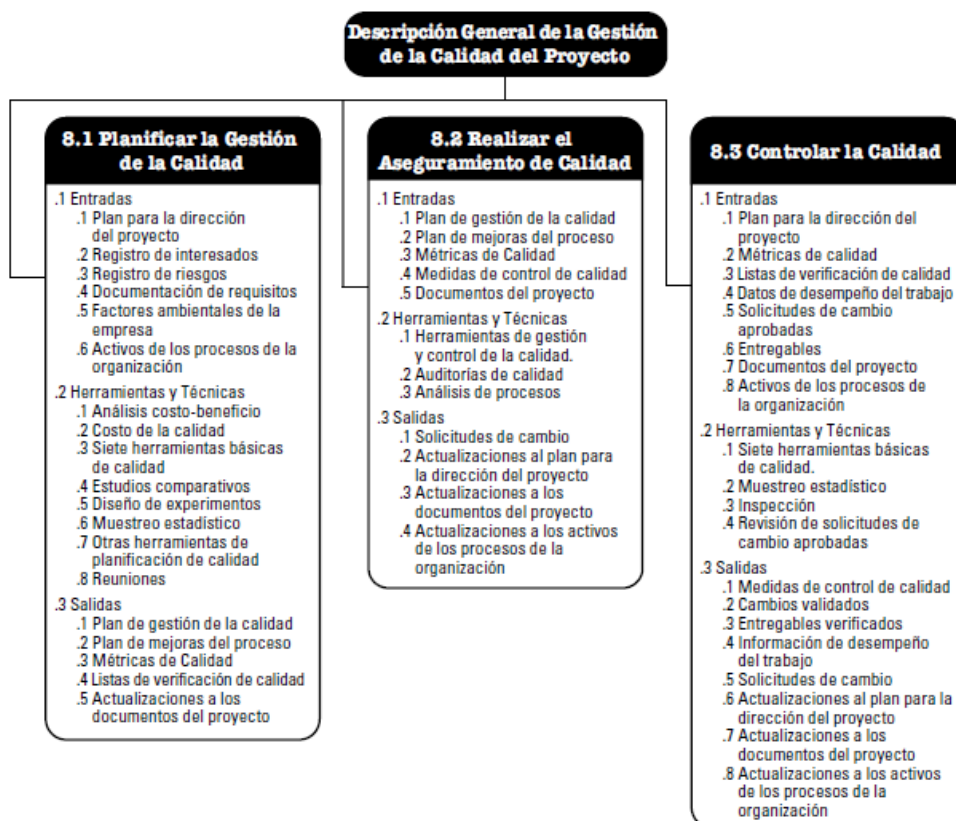 Descripción General de la Gestión
de la Calidad del Proyecto
8.1 Planificar la Gestión
de la Calidad
.1 Entradas
.1 Plan para la dirección
del proyecto
.2 Registro de interesados
.3 Registro de riesgos
.4 Documentación de requisitos
.5 Factores ambientales de la
empresa
.6 Activos de los procesos de la
organización
.2 Herramientas y Técnicas
.1 Análisis costo-beneficio
.2 Costo de la calidad
.3 Siete herramientas básicas
de calidad
.4 Estudios comparativos
.5 Diseño de experimentos
.6 Muestreo estadístico
.7 Otras herramientas de
planificación de calidad
.8 Reuniones
.3 Salidas
.1 Plan de gestión de la calidad
.2 Plan de mejoras del proceso
.3 Métricas de Calidad
.4 Listas de verificación de calidad
.5 Actualizaciones a los
documentos del proyecto
8.2 Realizar el
Aseguramiento de Calidad
.1 Entradas
.1 Plan de gestión de la calidad
.2 Plan de mejoras del proceso
.3 Métricas de Calidad
.4 Medidas de control de calidad
.5 Documentos del proyecto
.2 Herramientas y Técnicas
.1 Herramientas de gestión
y control de la calidad.
.2 Auditorías de calidad
.3 Análisis de procesos
.3 Salidas
.1 Solicitudes de cambio
.2 Actualizaciones al plan para
la dirección del proyecto
.3 Actualizaciones a los
documentos del proyecto
.4 Actualizaciones a los activos
de los procesos de la
organización
8.3 Controlar la Calidad
.1 Entradas
.1 Plan para la dirección del
proyecto
.2 Métricas de calidad
.3 Listas de verificación de calidad
.4 Datos de desempeño del trabajo
.5 Solicitudes de cambio
aprobadas
.6 Entregables
.7 Documentos del proyecto
.8 Activos de los procesos de
la organización
.2 Herramientas y Técnicas
.1 Siete herramientas básicas
de calidad.
.2 Muestreo estadístico
.3 Inspección
.4 Revisión de solicitudes de
cambio aprobadas
.3 Salidas
.1 Medidas de control de calidad
.2 Cambios validados
.3 Entregables verificados
.4 Información de desempeño
del trabajo
.5 Solicitudes de cambio
.6 Actualizaciones al plan para la
dirección del proyecto
.7 Actualizaciones a los
documentos del proyecto
.8 Actualizaciones a los activos
de los procesos de la
organización